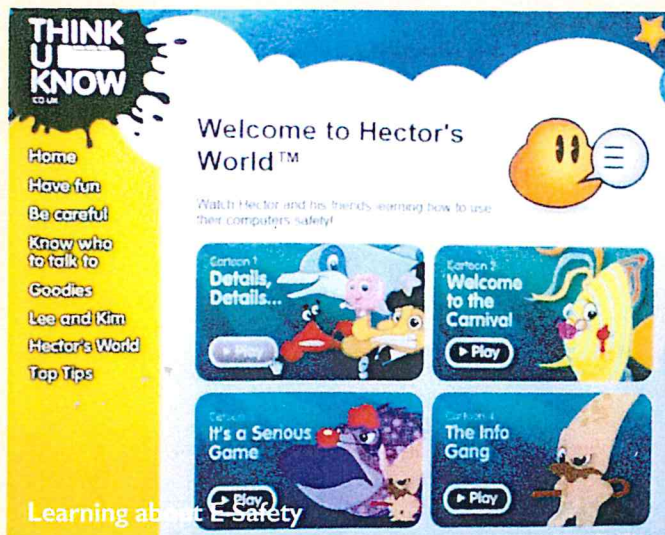 THINK
U
KNOW
.CO.UK
Home
Have fun
Be careful
Know who
to talk to
Goodies
Lee and Kim
Hector's World
Top Tips
Welcome to Hector's
World™
Watch Hector and his friends learning how to use
their computers safely!
Cartoon 1
Details,
Details...
► Play
Cartoon 2
Welcome
to the
Carnival
► Play
Cartoon
It's a Serious
Game
► Play
Cartoon 4
The Info
Gang
► Play
Learning about E-Safety